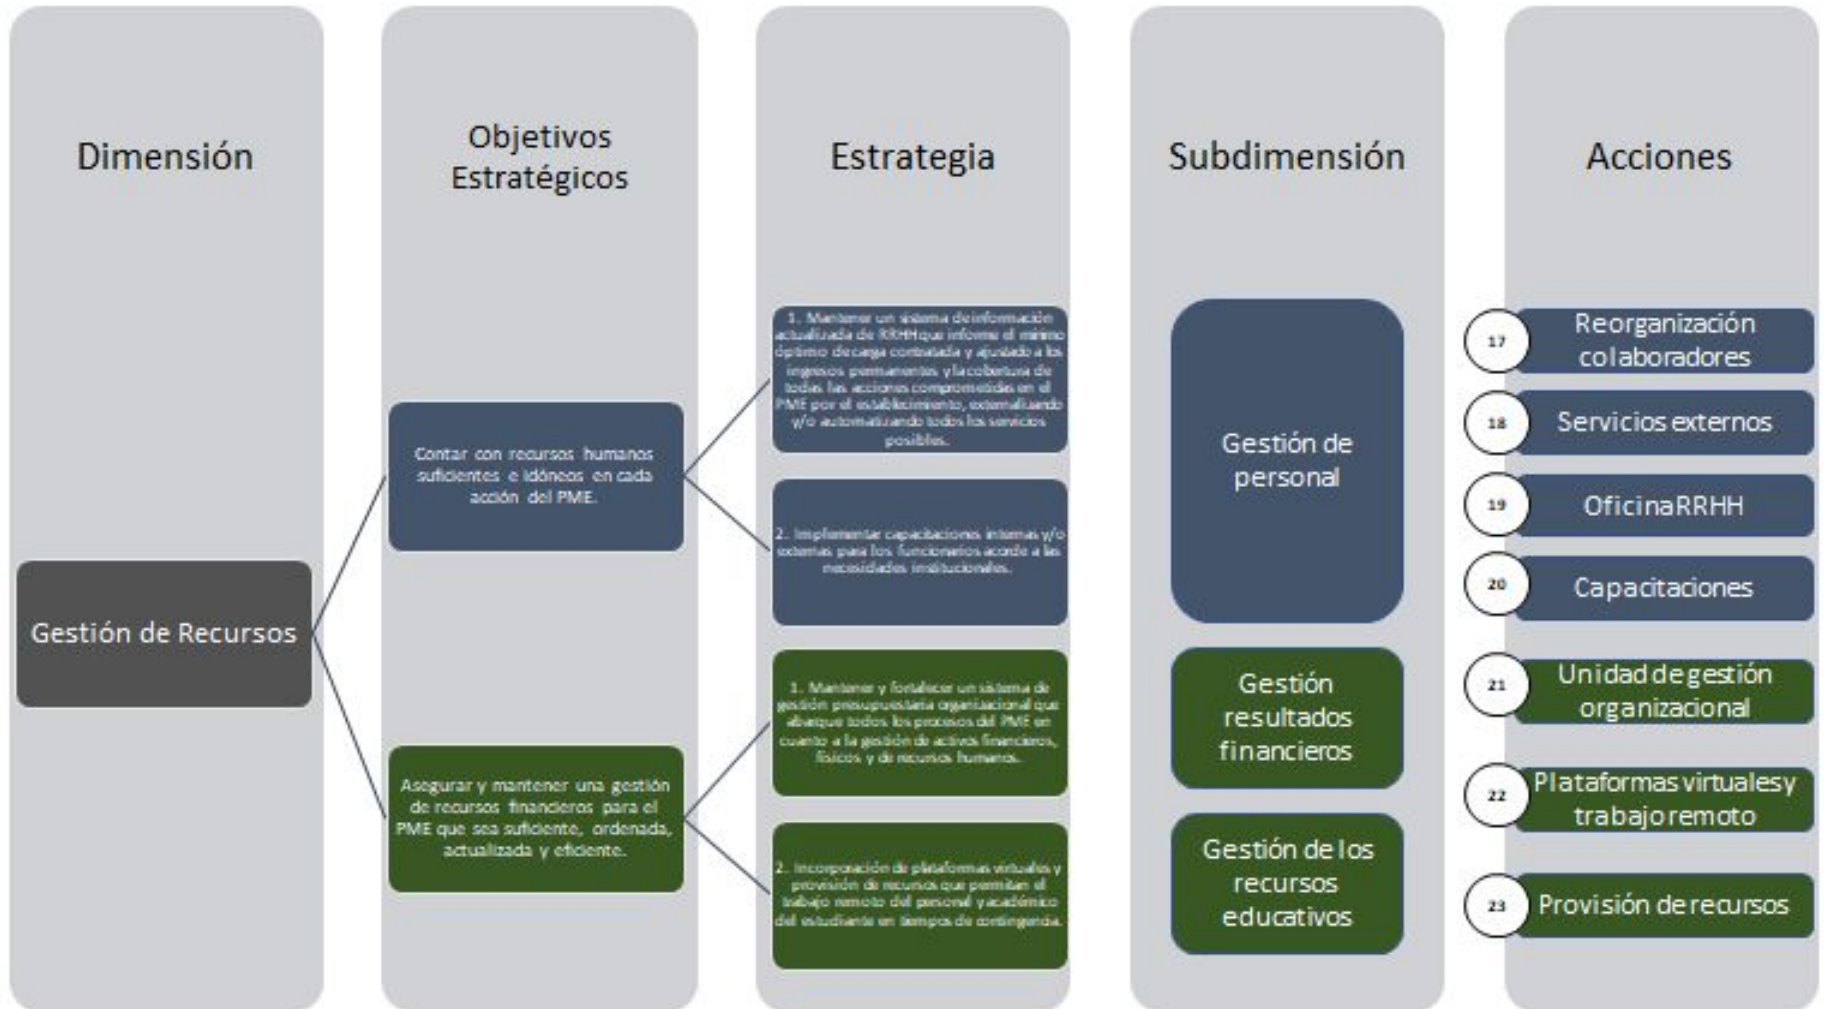 Dimensión
Objetivos
Estratégicos
Estrategia
Subdimensión
Acciones
Gestión de Recursos
Contar con recursos humanos
suficientes e idóneos en cada
acción del PME.
Asegurar y mantener una gestión
de recursos financieros para el
PME que sea suficiente, ordenada,
actualizada y eficiente.
1. Mantener un sistema de información
actualizada de RRHH que informe el mínimo
óptimo de carga contratada y ajustado a los
ingresos permanentes y la cobertura de
todas las acciones comprometidas en el
PME por el establecimiento, externalizando
y/o automatizando todos los servicios
posibles.
2. Implementar capacitaciones internas y/o
externas para los funcionarios acorde a las
necesidades institucionales.
1. Mantener y fortalecer un sistema de
gestión presupuestaria organizacional que
abarque todos los procesos del PME en
cuanto a la gestión de activos financieros,
físicos y de recursos humanos.
2. Incorporación de plataformas virtuales y
provisión de recursos que permitan el
trabajo remoto del personal y académico
del estudiante en tiempos de contingencia.
Gestión de
personal
Gestión
resultados
financieros
Gestión de los
recursos
educativos
17
Reorganización
colaboradores
18
Servicios externos
19
Oficina RRHH
20
Capacitaciones
21
Unidad de gestión
organizacional
22
Plataformas virtuales y
trabajo remoto
23
Provisión de recursos